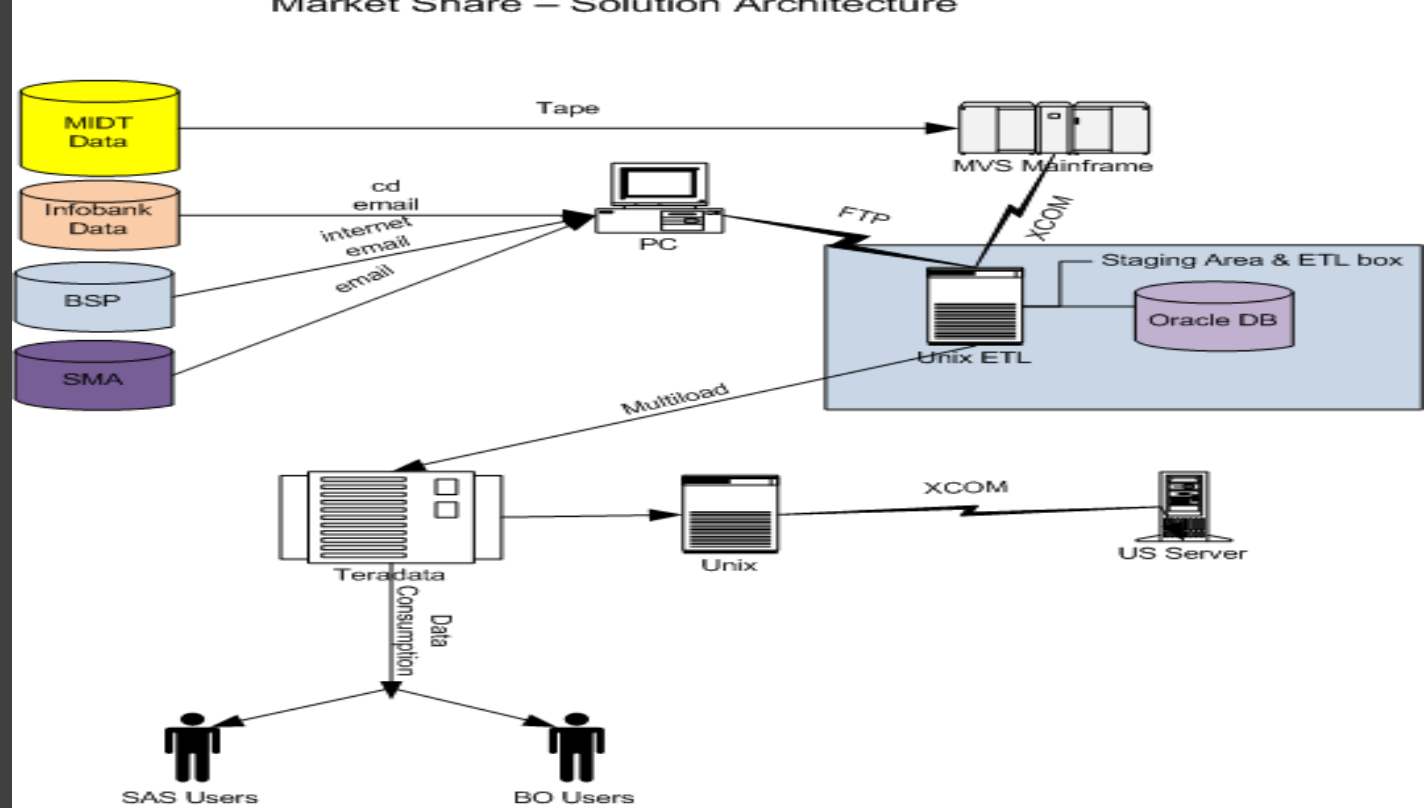 Market Share – Solution Architecture
MIDT
Data
Tape
MVS Mainframe
Infobank
Data
cd
email
internet
email
email
PC
FTP
XCOM
BSP
SMA
Staging Area & ETL box
Oracle DB
Unix ETL
Multiload
Teradata
Unix
XCOM
US Server
Data
Consumption
SAS Users
BO Users